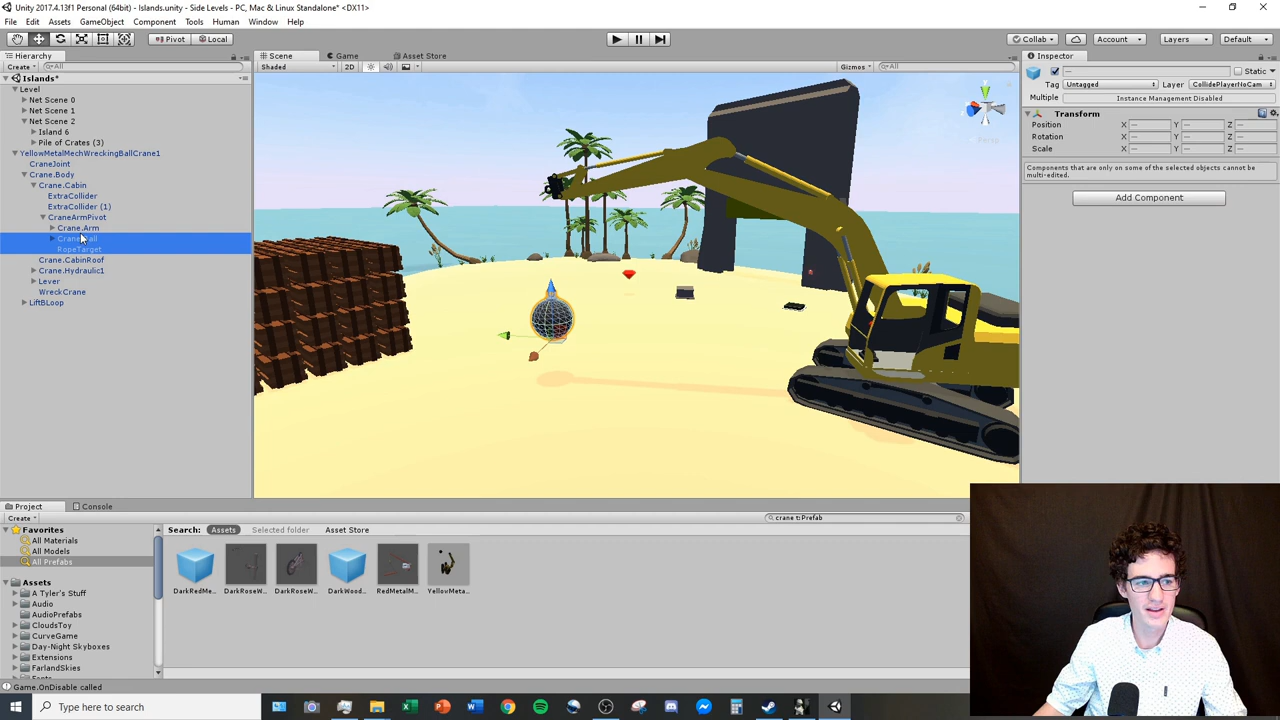 Unity 2017.4.13f1 Personal (64bit) - Islands.unity - Side Levels - PC, Mac & Linux Standalone* <DX11>
File Edit Assets GameObject Component Tools Human Window Help
Pivot Local Collab Account Layers Default
Hierarchy Scene Game Asset Store Inspector
Create All Shaded 2D Gizmos All Static
Islands*
Level
Net Scene 0
Net Scene 1
Net Scene 2
Island 6
Pile of Crates (3)
YellowMetalMechWreckingBallCrane1
CraneJoint
Crane.Body
Crane.Cabin
ExtraCollider
ExtraCollider (1)
CraneArmPivot
Crane.Arm
RopeTarget
Crane.CabinRoof
Crane.Hydraulic1
Lever
WreckCrane
LiftBLoop
y
Persp
Tag Untagged Layer CollidePlayerNoCam
Multiple Instance Management Disabled
Transform
Position X — Y — Z —
Rotation X — Y — Z —
Scale X — Y — Z —
Components that are only on some of the selected objects cannot be
multi-edited.
Add Component
Project Console
Create crane t:Prefab
Favorites
All Materials
All Models
All Prefabs
Assets
A Tyler's Stuff
Audio
AudioPrefabs
CloudsToy
CurveGame
Day-Night Skyboxes
Extensions
FarlandSkies
Search: Assets Selected folder Asset Store
DarkRedMe... DarkRoseW... DarkRoseW... DarkWood... RedMetalM... YellowMeta...
Game.OnDisable called
Type here to search